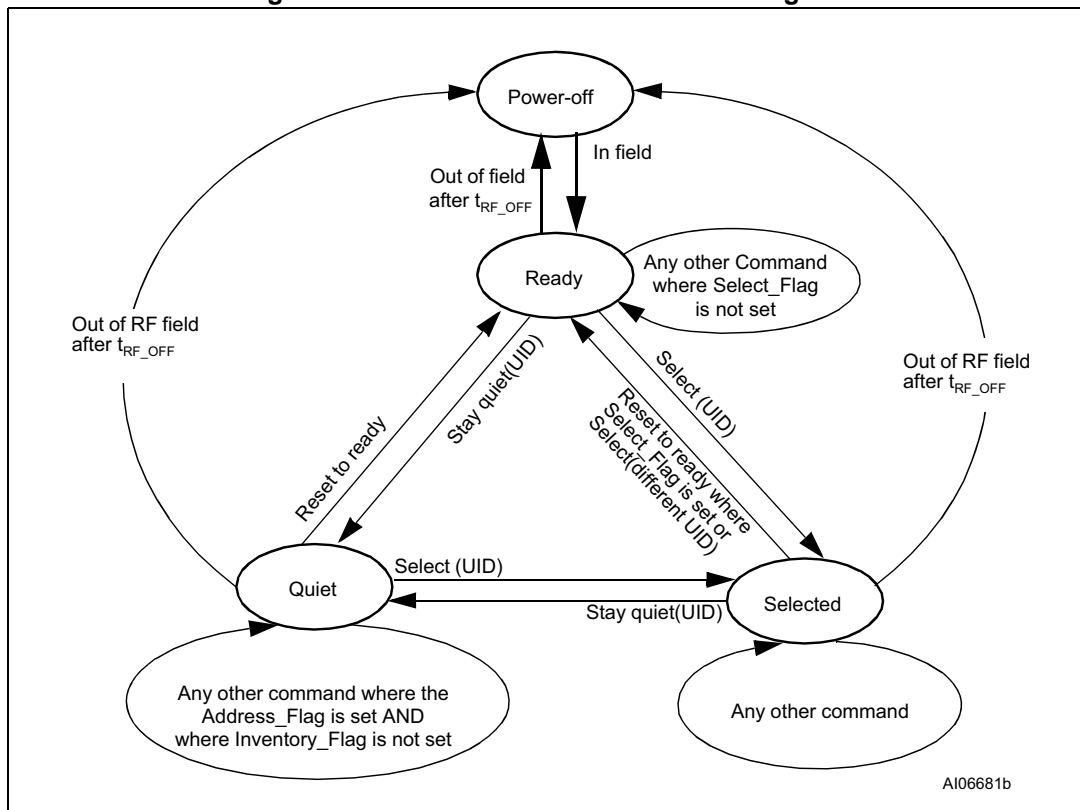 Power-off
In field
Out of field
after tRF_OFF
Ready
Any other Command
where Select_Flag
is not set
Out of RF field
after tRF_OFF
Out of RF field
after tRF_OFF
Reset to ready
Stay quiet(UID)
Select (UID)
Reset to ready where
Select_Flag is set or
Select(different UID)
Quiet
Select (UID)
Stay quiet(UID)
Selected
Any other command where the
Address_Flag is set AND
where Inventory_Flag is not set
Any other command
AI06681b